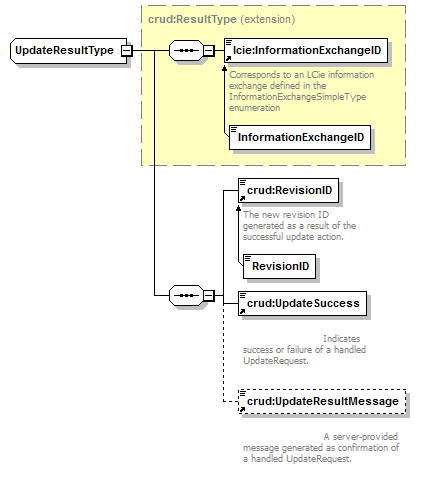 crud:ResultType (extension)
UpdateResultType
lcie:InformationExchangeID
Corresponds to an LCie information
exchange defined in the
InformationExchangeSimpleType
enumeration
InformationExchangeID
crud:RevisionID
The new revision ID
generated as a result of the
successful update action.
RevisionID
crud:UpdateSuccess
Indicates
success or failure of a handled
UpdateRequest.
crud:UpdateResultMessage
A server-provided
message generated as confirmation of
a handled UpdateRequest.